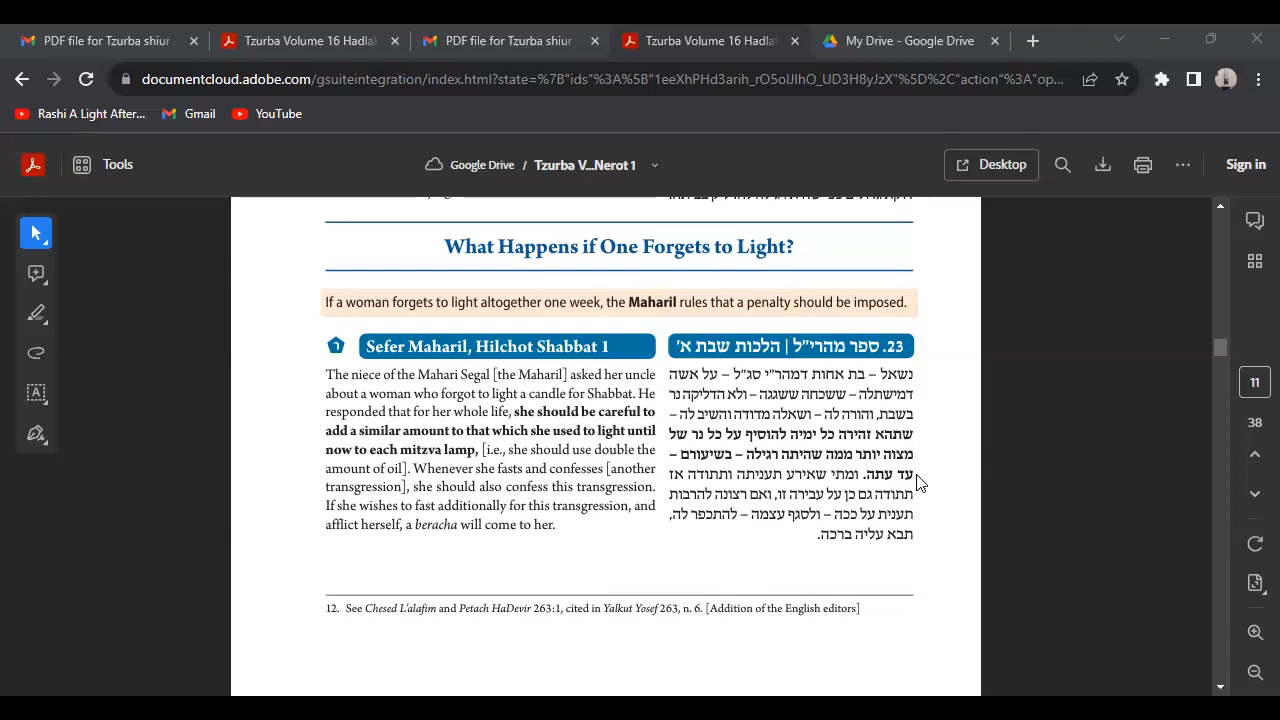 PDF file for Tzurba shiur -
Tzurba Volume 16 Hadla
PDF file for Tzurba shiur
Tzurba Volume 16 Hadla
My Drive - Google Drive
documentcloud.adobe.com/gsuiteintegration/index.html?state=%7B"ids"%3A%5B"1eeXhPHd3arih_rO5oIJlhO_UD3H8yJzX"%5D%2C"action"%3A"op...
Rashi A Light After...
Gmail
YouTube
Tools
Google Drive / Tzurba V...Nerot 1
Desktop
Sign in
What Happens if One Forgets to Light?
If a woman forgets to light altogether one week, the Maharil rules that a penalty should be imposed.
ר
Sefer Maharil, Hilchot Shabbat 1
The niece of the Mahari Segal [the Maharil] asked her uncle
about a woman who forgot to light a candle for Shabbat. He
responded that for her whole life, she should be careful to
add a similar amount to that which she used to light until
now to each mitzva lamp, [i.e., she should use double the
amount of oil]. Whenever she fasts and confesses [another
transgression], she should also confess this transgression.
If she wishes to fast additionally for this transgression, and
afflict herself, a beracha will come to her.
23. ספר מהרי״ל | הלכות שבת א׳
נשאל – בת אחות דמהר״י סג״ל – על אשה
דמישתלה – ששכחה ששגגה – ולא הדליקה נר
בשבת, והורה לה – ושאלה מדודה והשיב לה –
שתהא זהירה כל ימיה להוסיף על כל נר של
מצוה יותר ממה שהיתה רגילה – בשיעורם –
עד עתה. ומתי שאירע תעניתה ותתודה אז
תתודה גם כן על עבירה זו, ואם רצונה להרבות
תענית על ככה – ולסגף עצמה – להתכפר לה,
תבא עליה ברכה.
12. See Chesed L'alafim and Petach HaDevir 263:1, cited in Yalkut Yosef 263, n. 6. [Addition of the English editors]
11
38